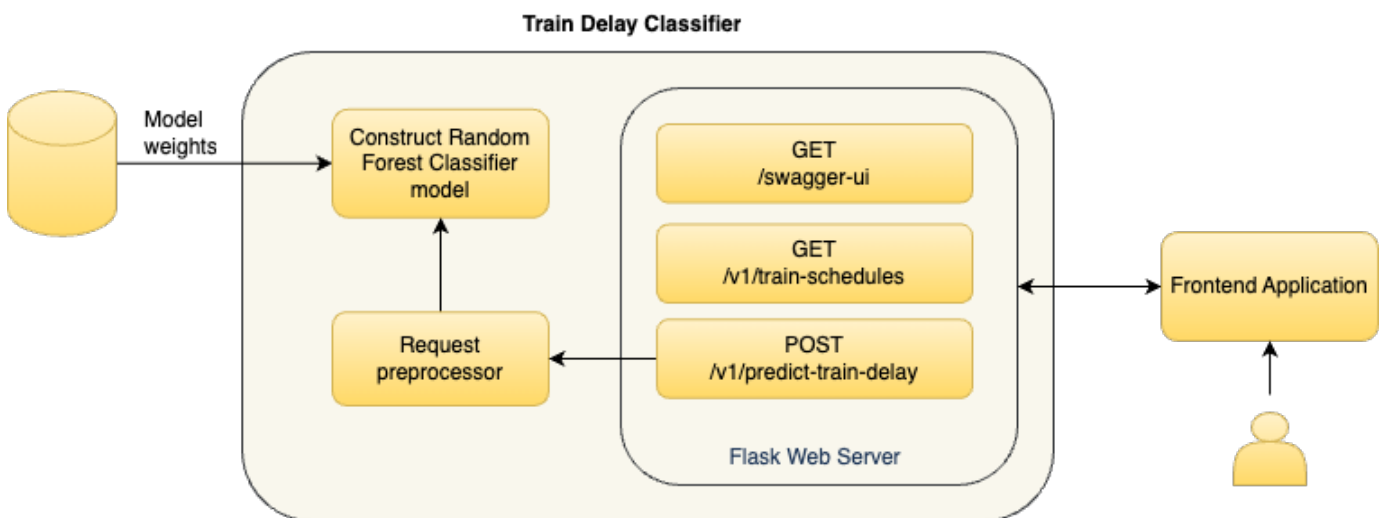 Train Delay Classifier
Model
weights
Construct Random
Forest Classifier
model
GET
/swagger-ui
GET
/v1/train-schedules
Frontend Application
Request
preprocessor
POST
/v1/predict-train-delay
Flask Web Server